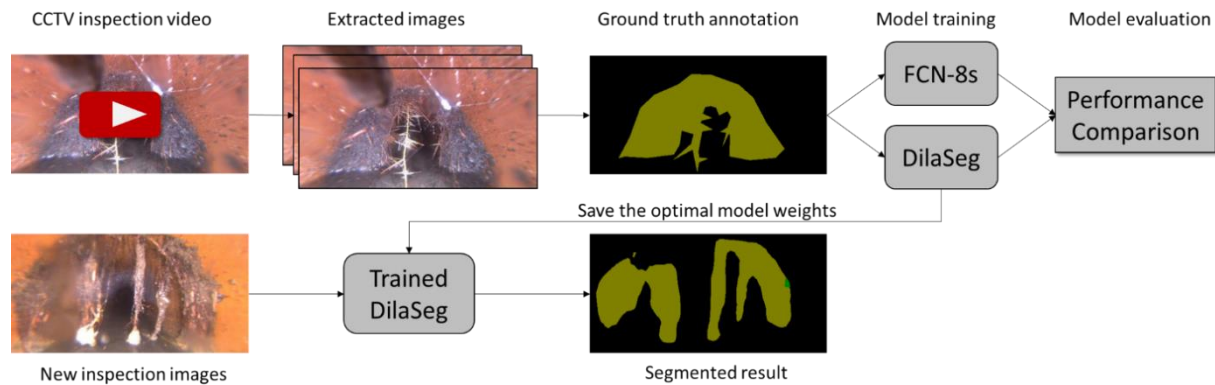 CCTV inspection video
Extracted images
Ground truth annotation
Model training
Model evaluation
FCN-8s
DilaSeg
Performance
Comparison
Save the optimal model weights
Trained
DilaSeg
New inspection images
Segmented result